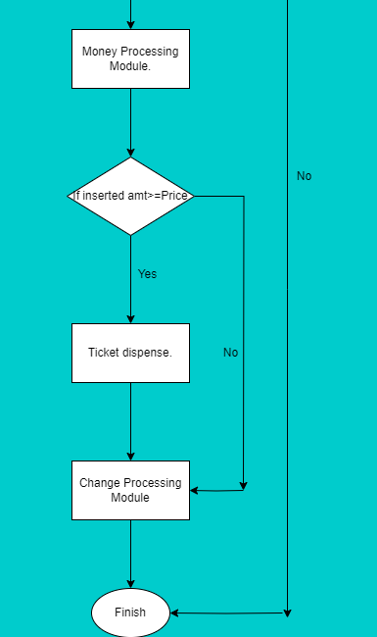 Money Processing
Module.
No
If inserted amt>=Price
Yes
Ticket dispense.
No
Change Processing
Module
Finish